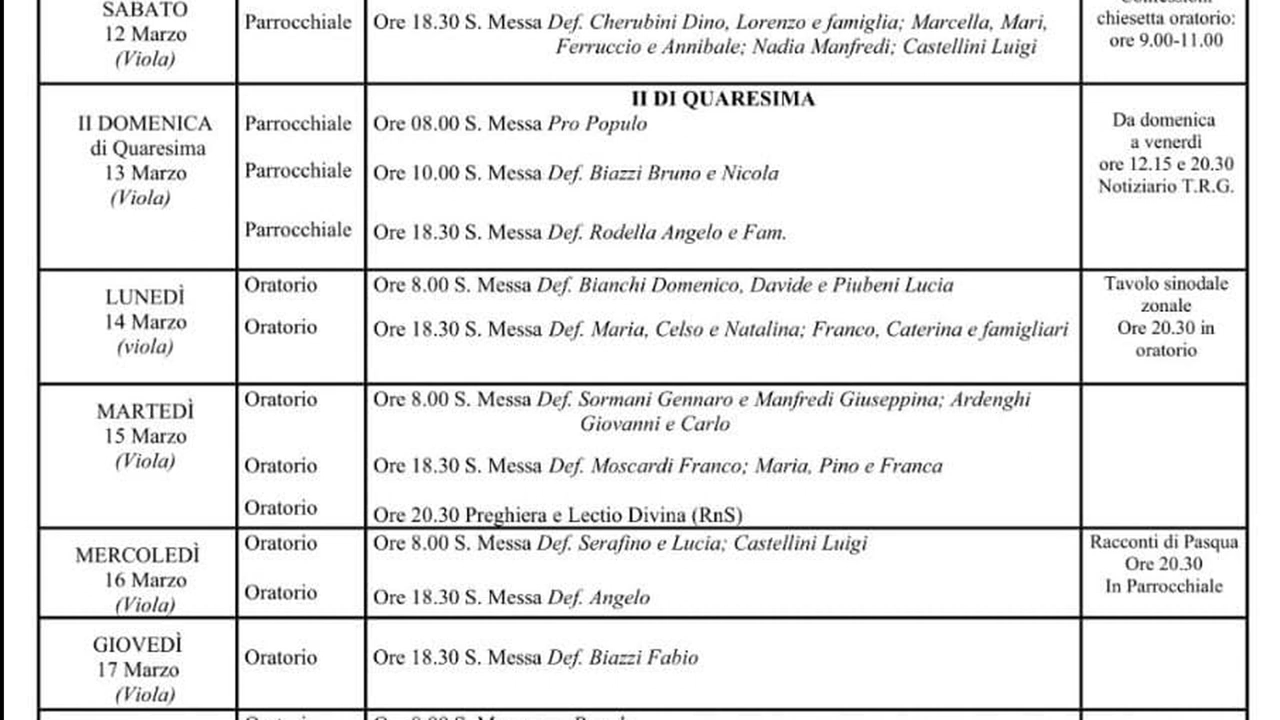 SABATO
12 Marzo
(Viola)
Parrocchiale
Ore 18.30 S. Messa Def. Cherubini Dino, Lorenzo e famiglia; Marcella, Mari,
Ferruccio e Annibale; Nadia Manfredi; Castellini Luigi
chiesetta oratorio:
ore 9.00-11.00
II DOMENICA
di Quaresima
13 Marzo
(Viola)
II DI QUARESIMA
Parrocchiale
Ore 08.00 S. Messa Pro Populo
Parrocchiale
Ore 10.00 S. Messa Def. Biazzi Bruno e Nicola
Parrocchiale
Ore 18.30 S. Messa Def. Rodella Angelo e Fam.
Da domenica
a venerdì
ore 12.15 e 20.30
Notiziario T.R.G.
LUNEDÌ
14 Marzo
(viola)
Oratorio
Ore 8.00 S. Messa Def. Bianchi Domenico, Davide e Piubeni Lucia
Oratorio
Ore 18.30 S. Messa Def. Maria, Celso e Natalina; Franco, Caterina e famigliari
Tavolo sinodale
zonale
Ore 20.30 in
oratorio
MARTEDÌ
15 Marzo
(Viola)
Oratorio
Ore 8.00 S. Messa Def. Sormani Gennaro e Manfredi Giuseppina; Ardenghi
Giovanni e Carlo
Oratorio
Ore 18.30 S. Messa Def. Moscardi Franco; Maria, Pino e Franca
Oratorio
Ore 20.30 Preghiera e Lectio Divina (RnS)
MERCOLEDÌ
16 Marzo
(Viola)
Oratorio
Ore 8.00 S. Messa Def. Serafino e Lucia; Castellini Luigi
Oratorio
Ore 18.30 S. Messa Def. Angelo
Racconti di Pasqua
Ore 20.30
In Parrocchiale
GIOVEDÌ
17 Marzo
(Viola)
Oratorio
Ore 18.30 S. Messa Def. Biazzi Fabio